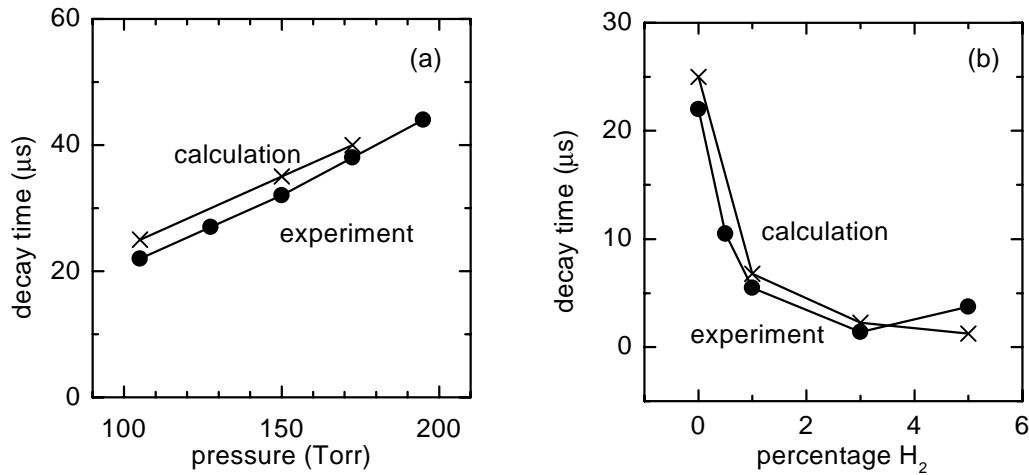 60
40
20
0
100
150
200
decay time (μs)
pressure (Torr)
(a)
calculation
experiment
30
20
10
0
0
2
4
6
decay time (μs)
percentage H₂
(b)
calculation
experiment